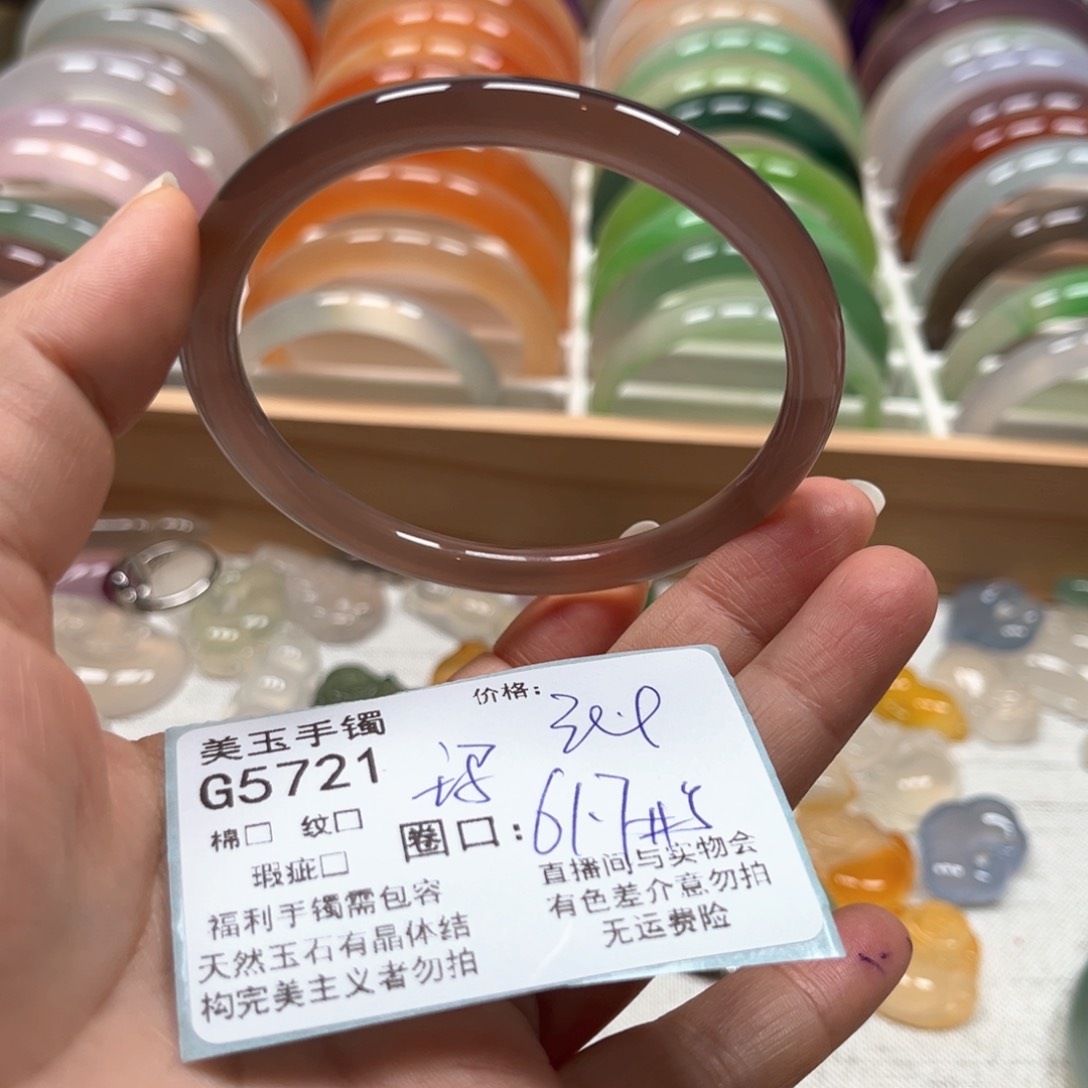 价格:
美玉手镯
G5721
棉□ 纹□
圈口: 61.7#5
瑕疵□
福利手镯需包容
天然玉石有晶体结
构完美主义者勿拍
直播间与实物会
有色差介意勿拍
无运费险